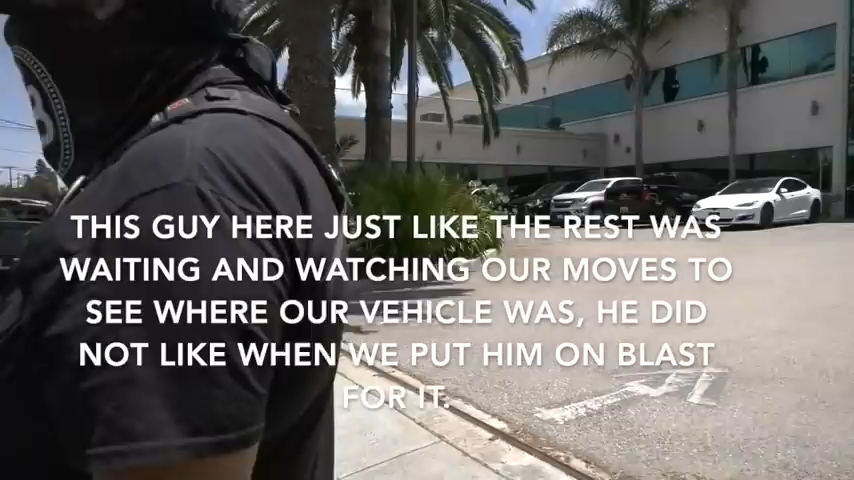 THIS GUY HERE JUST LIKE THE REST WAS
WAITING AND WATCHING OUR MOVES TO
SEE WHERE OUR VEHICLE WAS, HE DID
NOT LIKE WHEN WE PUT HIM ON BLAST
FOR IT.